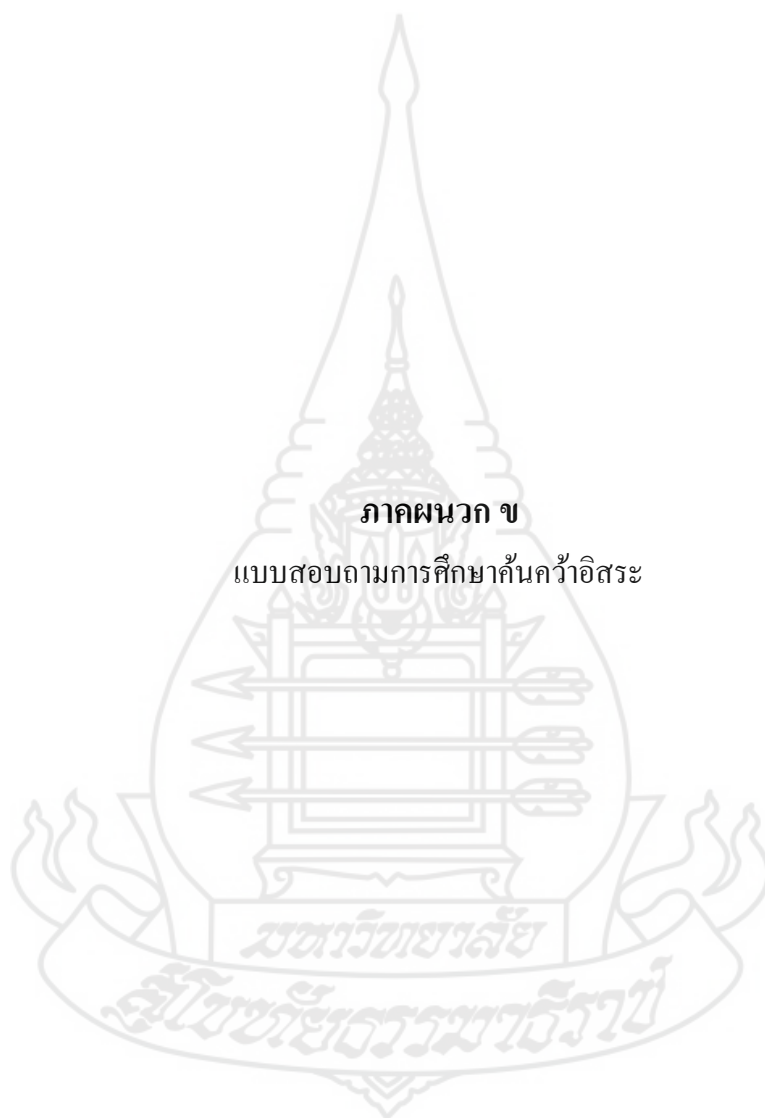 ภาคผนวก ข
แบบสอบถามการศึกษาค้นคว้าอิสระ
มหาวิทยาลัย
สุโขทัยธรรมาธิราช